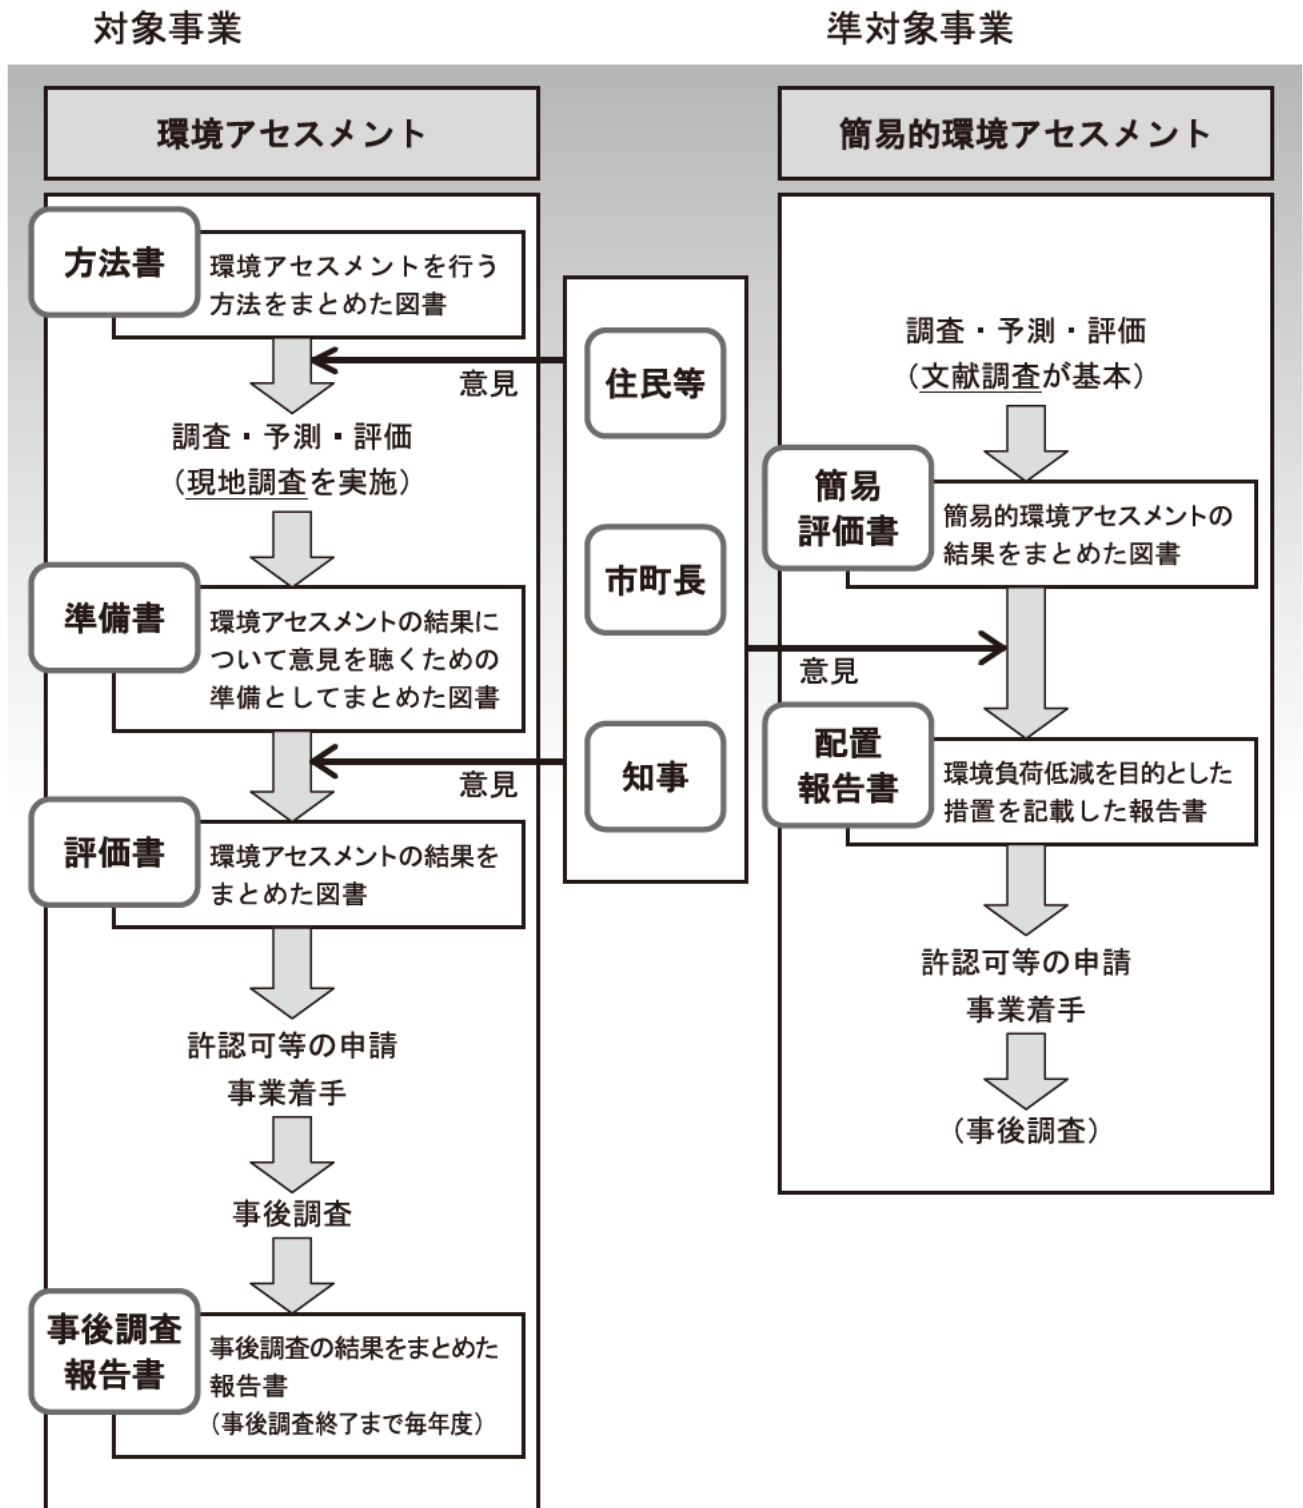 対象事業
準対象事業
環境アセスメント
方法書
環境アセスメントを行う
方法をまとめた図書
意見
調査・予測・評価
（現地調査を実施）
準備書
環境アセスメントの結果に
ついて意見を聴くための
準備としてまとめた図書
意見
評価書
環境アセスメントの結果を
まとめた図書
許認可等の申請
事業着手
事後調査
事後調査
報告書
事後調査の結果をまとめた
報告書
（事後調査終了まで毎年度）
住民等
市町長
知事
簡易的環境アセスメント
調査・予測・評価
（文献調査が基本）
簡易
評価書
簡易的環境アセスメントの
結果をまとめた図書
意見
配置
報告書
環境負荷低減を目的とした
措置を記載した報告書
許認可等の申請
事業着手
（事後調査）